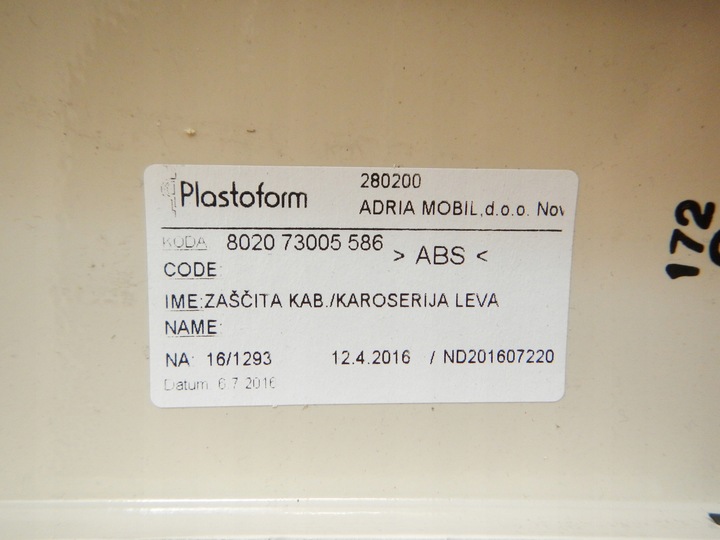 Plastoform
280200
ADRIA MOBIL,d.o.o. Nov
KODA 8020 73005 586 > ABS <
CODE:
IME:ZAŠČITA KAB./KAROSERIJA LEVA
NAME:
NA: 16/1293 12.4.2016 / ND201607220
Datum: 6.7.2016
172